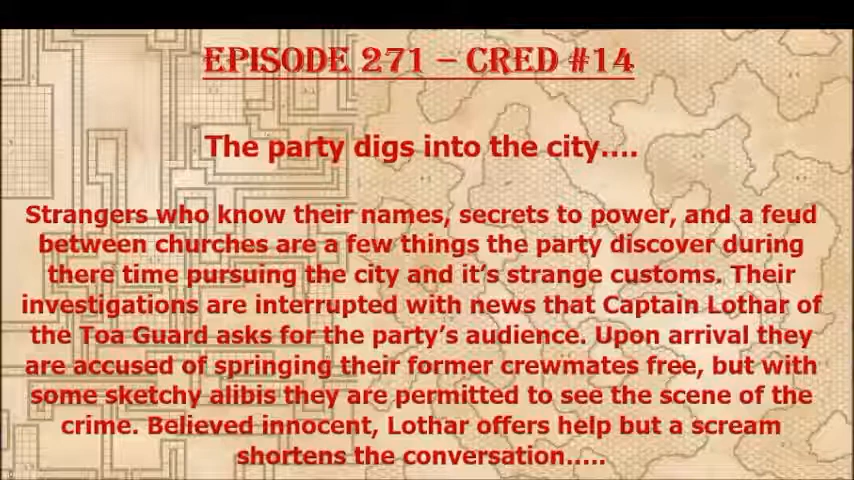 EPISODE 271 – CRED #14
The party digs into the city....
Strangers who know their names, secrets to power, and a feud
between churches are a few things the party discover during
there time pursuing the city and it's strange customs. Their
investigations are interrupted with news that Captain Lothar of
the Toa Guard asks for the party's audience. Upon arrival they
are accused of springing their former crewmates free, but with
some sketchy alibis they are permitted to see the scene of the
crime. Believed innocent, Lothar offers help but a scream
shortens the conversation.....